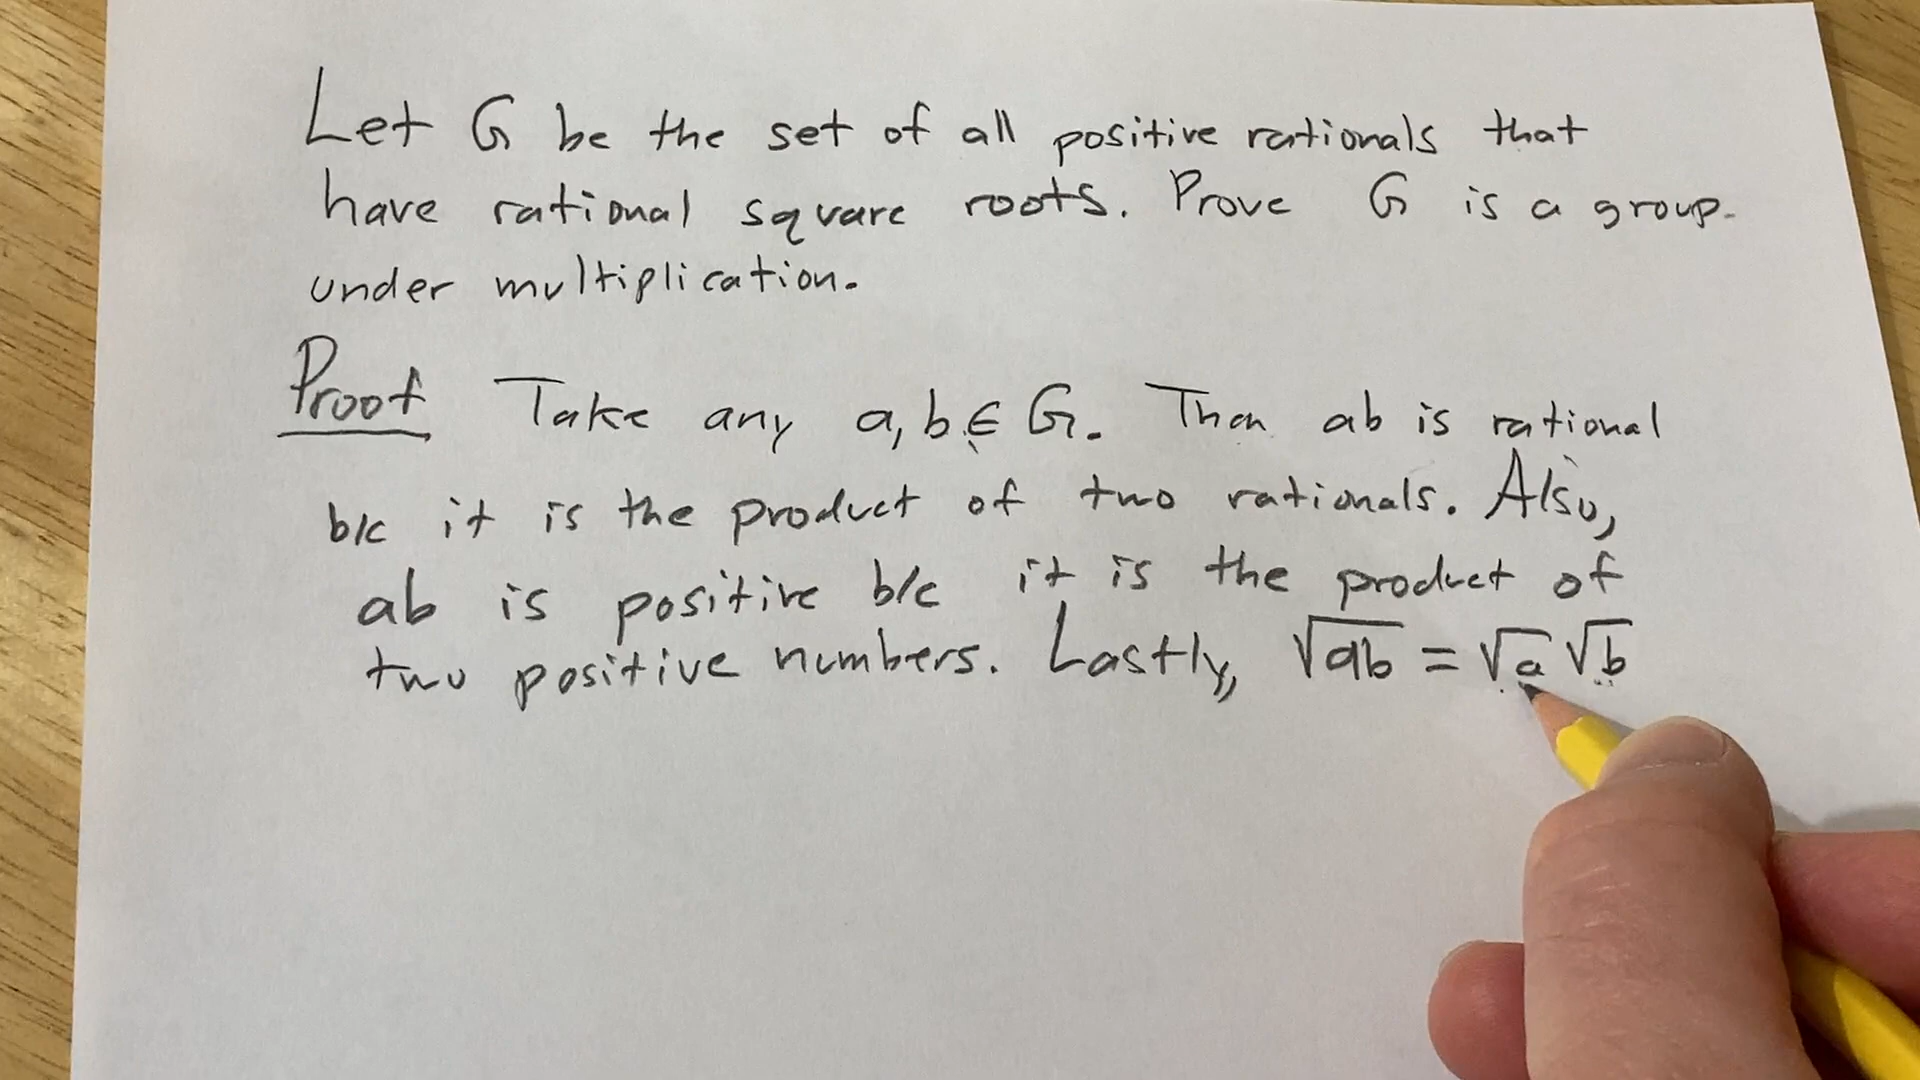 Let G be the set of all positive rationals that
have rational square roots. Prove G is a group
under multiplication.
Proof Take any a, b ∈ G. Then ab is rational
b/c it is the product of two rationals. Also,
ab is positive b/c it is the product of
two positive numbers. Lastly, √ab = √a √b